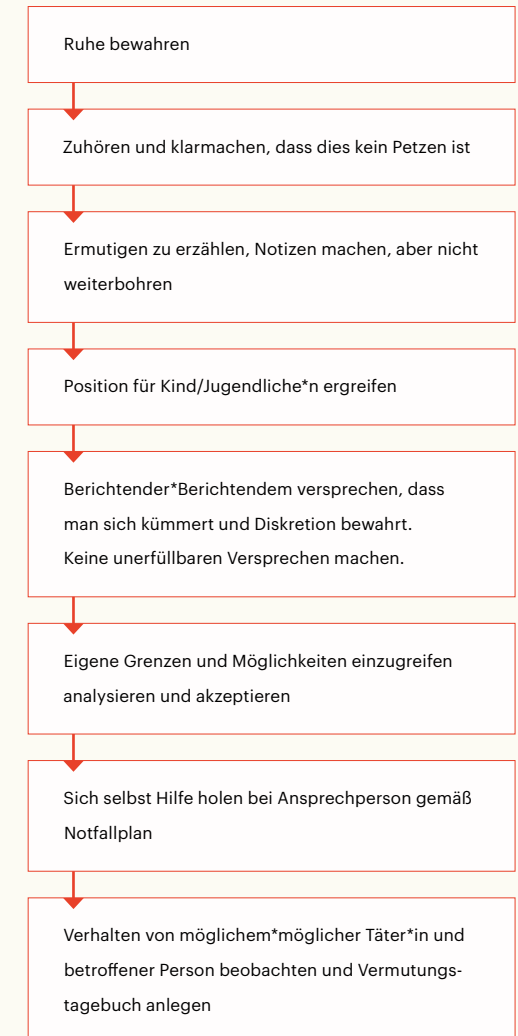 Ruhe bewahren
Zuhören und klarmachen, dass dies kein Petzen ist
Ermutigen zu erzählen, Notizen machen, aber nicht
weiterbohren
Position für Kind/Jugendliche*n ergreifen
Berichtender*Berichtendem versprechen, dass
man sich kümmert und Diskretion bewahrt.
Keine unerfüllbaren Versprechen machen.
Eigene Grenzen und Möglichkeiten einzugreifen
analysieren und akzeptieren
Sich selbst Hilfe holen bei Ansprechperson gemäß
Notfallplan
Verhalten von möglichem*möglicher Täter*in und
betroffener Person beobachten und Vermutungs-
tagebuch anlegen